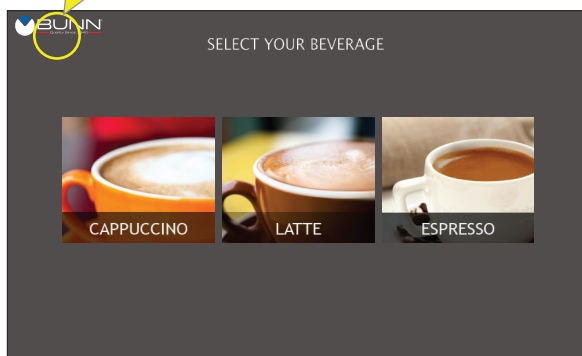 BUNN
SELECT YOUR BEVERAGE
CAPPUCCINO
LATTE
ESPRESSO